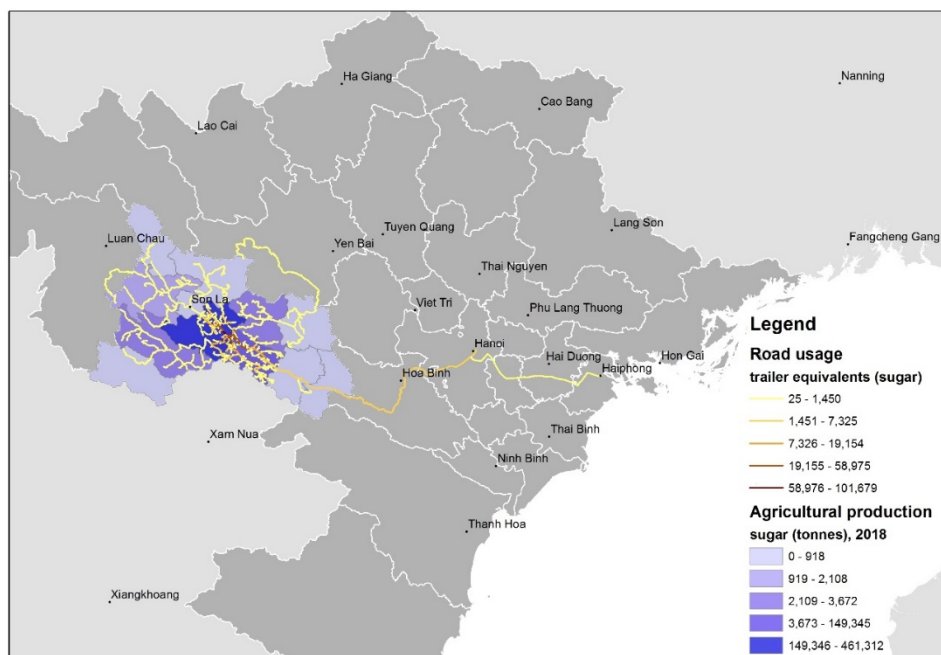 Ha Giang
Nanning
Cao Bang
Lao Cai
Tuyen Quang
Lang Son
Luan Chau
Yen Bai
Fangcheng Gang
Thai Nguyen
Son La
Viet Tri
Phu Lang Thuong
Hanoi
Hai Duong
Hon Gai
Hoa Binh
Haiphong
Thai Binh
Xam Nua
Ninh Binh
Thanh Hoa
Xiangkhoang
Legend
Road usage
trailer equivalents (sugar)
25 - 1,450
1,451 - 7,325
7,326 - 19,154
19,155 - 58,975
58,976 - 101,679
Agricultural production
sugar (tonnes), 2018
0 - 918
919 - 2,108
2,109 - 3,672
3,673 - 149,345
149,346 - 461,312